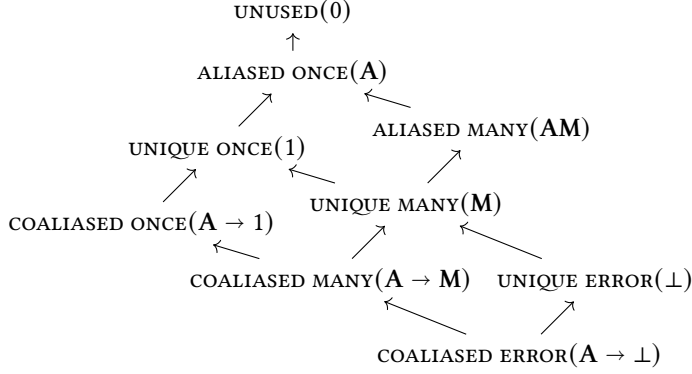 UNUSED(0)
ALIASED ONCE(A)
ALIASED MANY(AM)
UNIQUE ONCE(1)
UNIQUE MANY(M)
COALIASED ONCE(A → 1)
COALIASED MANY(A → M) UNIQUE ERROR(⊥)
COALIASED ERROR(A → ⊥)